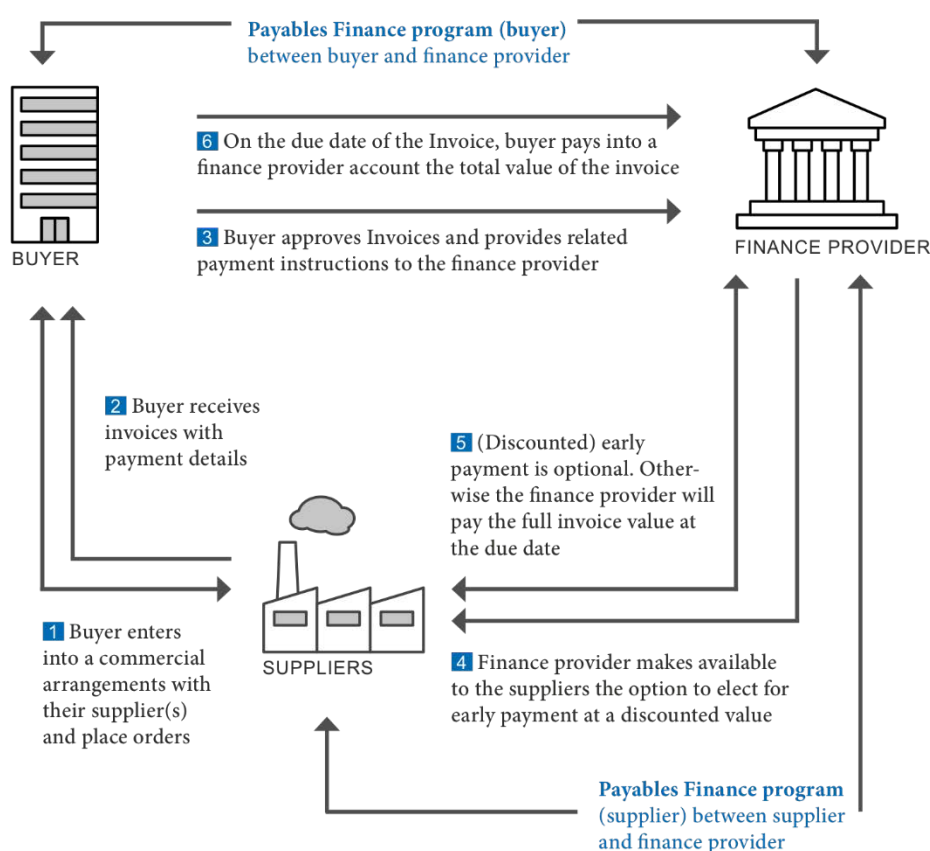 Payables Finance program (buyer)
between buyer and finance provider
6 On the due date of the Invoice, buyer pays into a
finance provider account the total value of the invoice
3 Buyer approves Invoices and provides related
payment instructions to the finance provider
BUYER
FINANCE PROVIDER
2 Buyer receives
invoices with
payment details
5 (Discounted) early
payment is optional. Other-
wise the finance provider will
pay the full invoice value at
the due date
1 Buyer enters
into a commercial
arrangements with
their supplier(s)
and place orders
SUPPLIERS
4 Finance provider makes available
to the suppliers the option to elect for
early payment at a discounted value
Payables Finance program
(supplier) between supplier
and finance provider